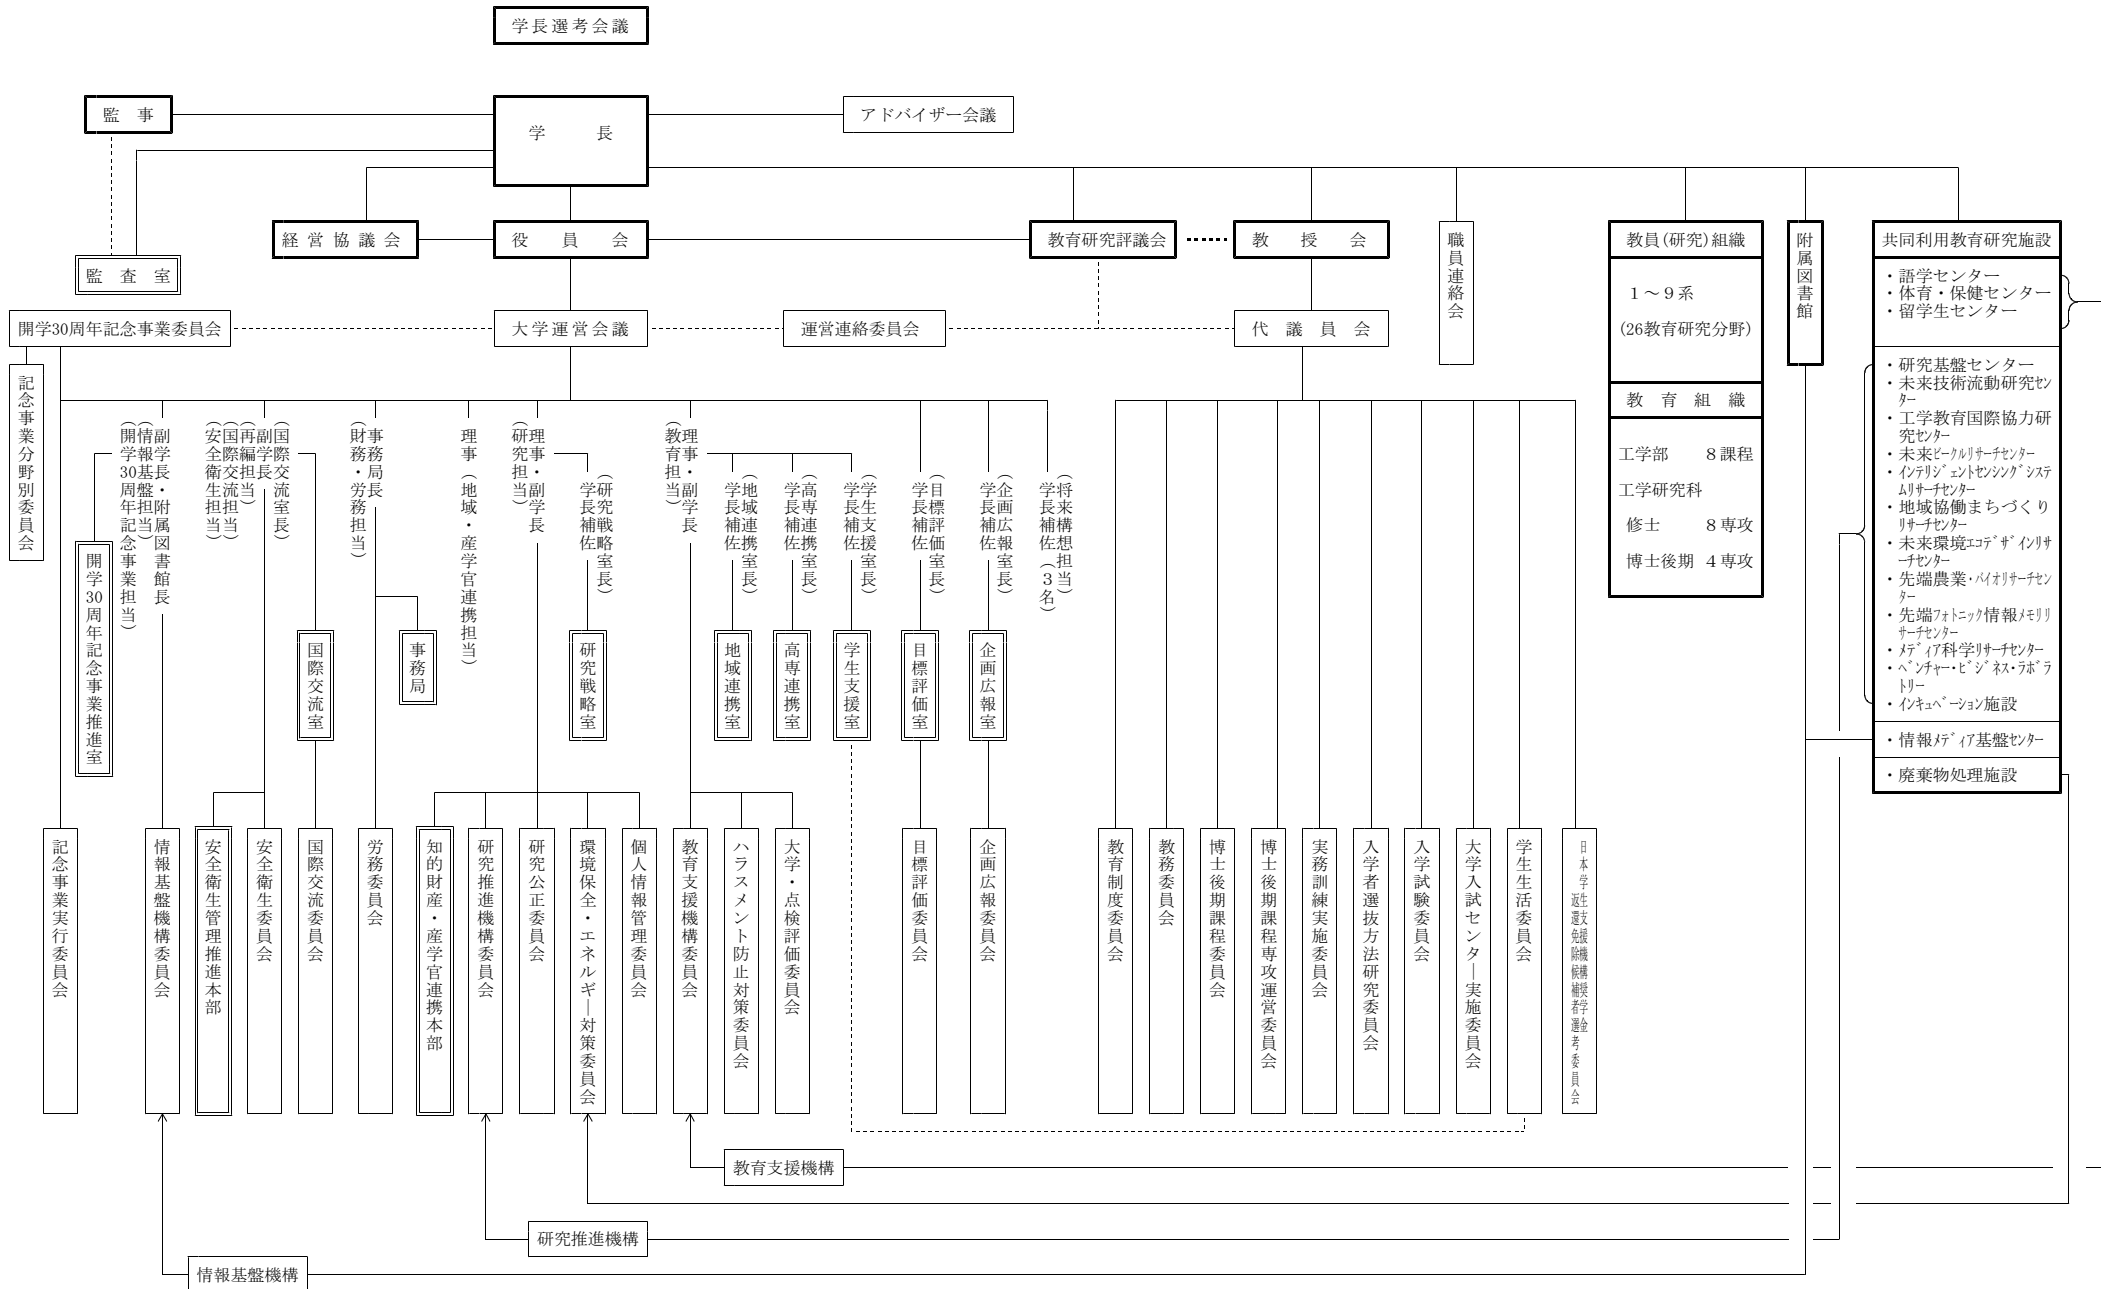 学長選考会議
監　事
学　　　長
アドバイザー会議
経営協議会
役　員　会
教育研究評議会
教　授　会
職員連絡会
教員(研究)組織
附属図書館
共同利用教育研究施設
監　査　室
１～９系
(26教育研究分野)
・語学センター
・体育・保健センター
・留学生センター
開学30周年記念事業委員会
大学運営会議
運営連絡委員会
代　議　員　会
教　育　組　織
工学部　　８課程
工学研究科
修士　　　８専攻
博士後期　４専攻
・研究基盤センター
・未来技術流動研究ｾﾝ
ﾀｰ
・工学教育国際協力研
究ｾﾝﾀｰ
・未来ﾋﾞｰｸﾙﾘｻｰﾁｾﾝﾀｰ
・ｲﾝﾃﾘｼﾞｪﾝﾄｾﾝｼﾝｸﾞｼｽﾃ
ﾑﾘｻｰﾁｾﾝﾀｰ
・地域協働まちづくり
ﾘｻｰﾁｾﾝﾀｰ
・未来環境ｴｺﾃﾞｻﾞｲﾝﾘｻ
ｰﾁｾﾝﾀｰ
・先端農業･ﾊﾞｲｵﾘｻｰﾁｾﾝ
ﾀｰ
・先端ﾌｫﾄﾆｯｸ情報ﾒﾓﾘﾘ
ｻｰﾁｾﾝﾀｰ
・ﾒﾃﾞｨｱ科学ﾘｻｰﾁｾﾝﾀｰ
・ﾍﾞﾝﾁｬｰ･ﾋﾞｼﾞﾈｽ･ﾗﾎﾞﾗ
ﾄﾘｰ
・ｲﾝｷｭﾍﾞｰｼｮﾝ施設
・情報ﾒﾃﾞｨｱ基盤ｾﾝﾀｰ
・廃棄物処理施設
記念事業分野別委員会
副学長・附属図書館長
（情報基盤担当）
（開学30周年記念事業担当）
（国際交流室長）
副学長
（再編担当）
（国際交流担当）
（安全衛生担当）
事務局長
（財務・労務担当）
理事（地域・産学官連携担当）
理事・副学長
（研究担当）
（研究戦略室長）
学長補佐
理事・副学長
（教育担当）
（地域連携室長）
学長補佐
（高専連携室長）
学長補佐
（学生支援室長）
学長補佐
（目標評価室長）
学長補佐
（企画広報室長）
学長補佐
（将来構想担当）
学長補佐（３名）
開学30周年記念事業推進室
国際交流室
事務局
研究戦略室
地域連携室
高専連携室
学生支援室
目標評価室
企画広報室
記念事業実行委員会
情報基盤機構委員会
安全衛生管理推進本部
安全衛生委員会
国際交流委員会
労務委員会
知的財産・産学官連携本部
研究推進機構委員会
研究公正委員会
環境保全・エネルギー対策委員会
個人情報管理委員会
教育支援機構委員会
ハラスメント防止対策委員会
大学・点検評価委員会
目標評価委員会
企画広報委員会
教育制度委員会
教務委員会
博士後期課程委員会
博士後期課程専攻運営委員会
実務訓練実施委員会
入学者選抜方法研究委員会
入学試験委員会
大学入試センター実施委員会
学生生活委員会
日本学生支援機構奨学金
返還免除候補者選考委員会
教育支援機構
研究推進機構
情報基盤機構